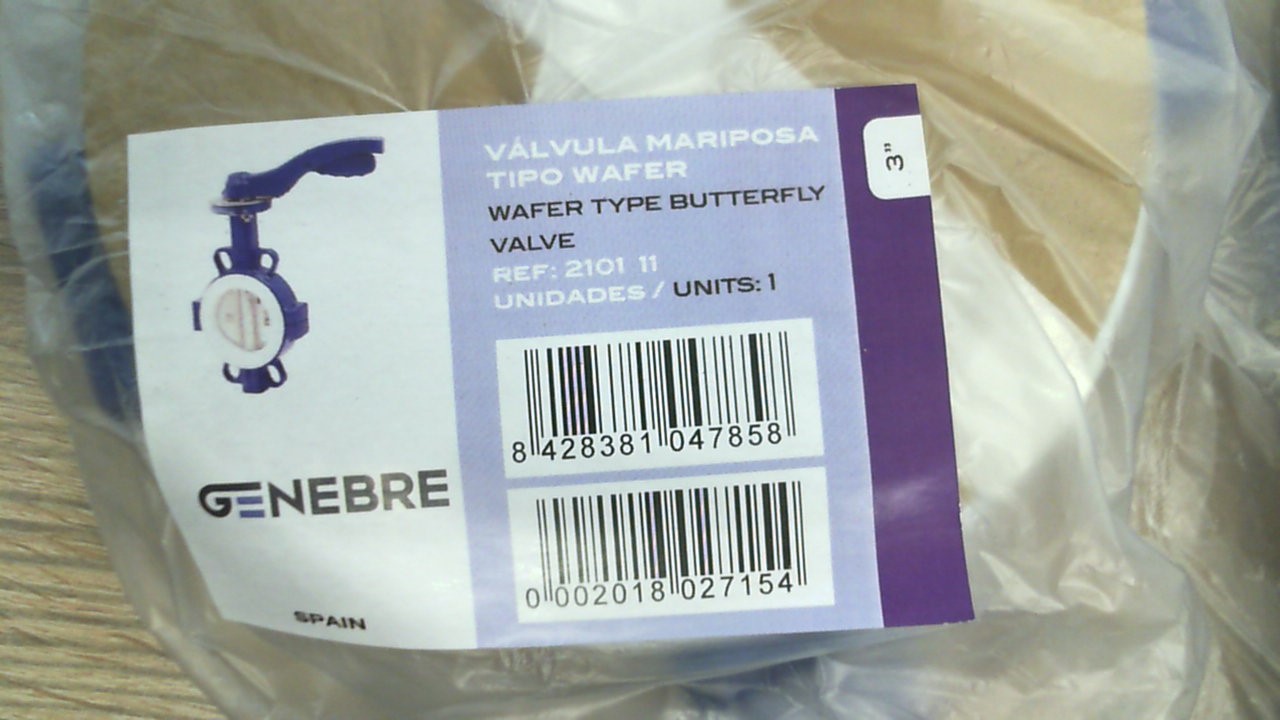 VÁLVULA MARIPOSA
TIPO WAFER
WAFER TYPE BUTTERFLY
VALVE
REF: 2101 11
UNIDADES / UNITS: 1
3"
8 428381 047858
0 002018 027154
GENEBRE
SPAIN